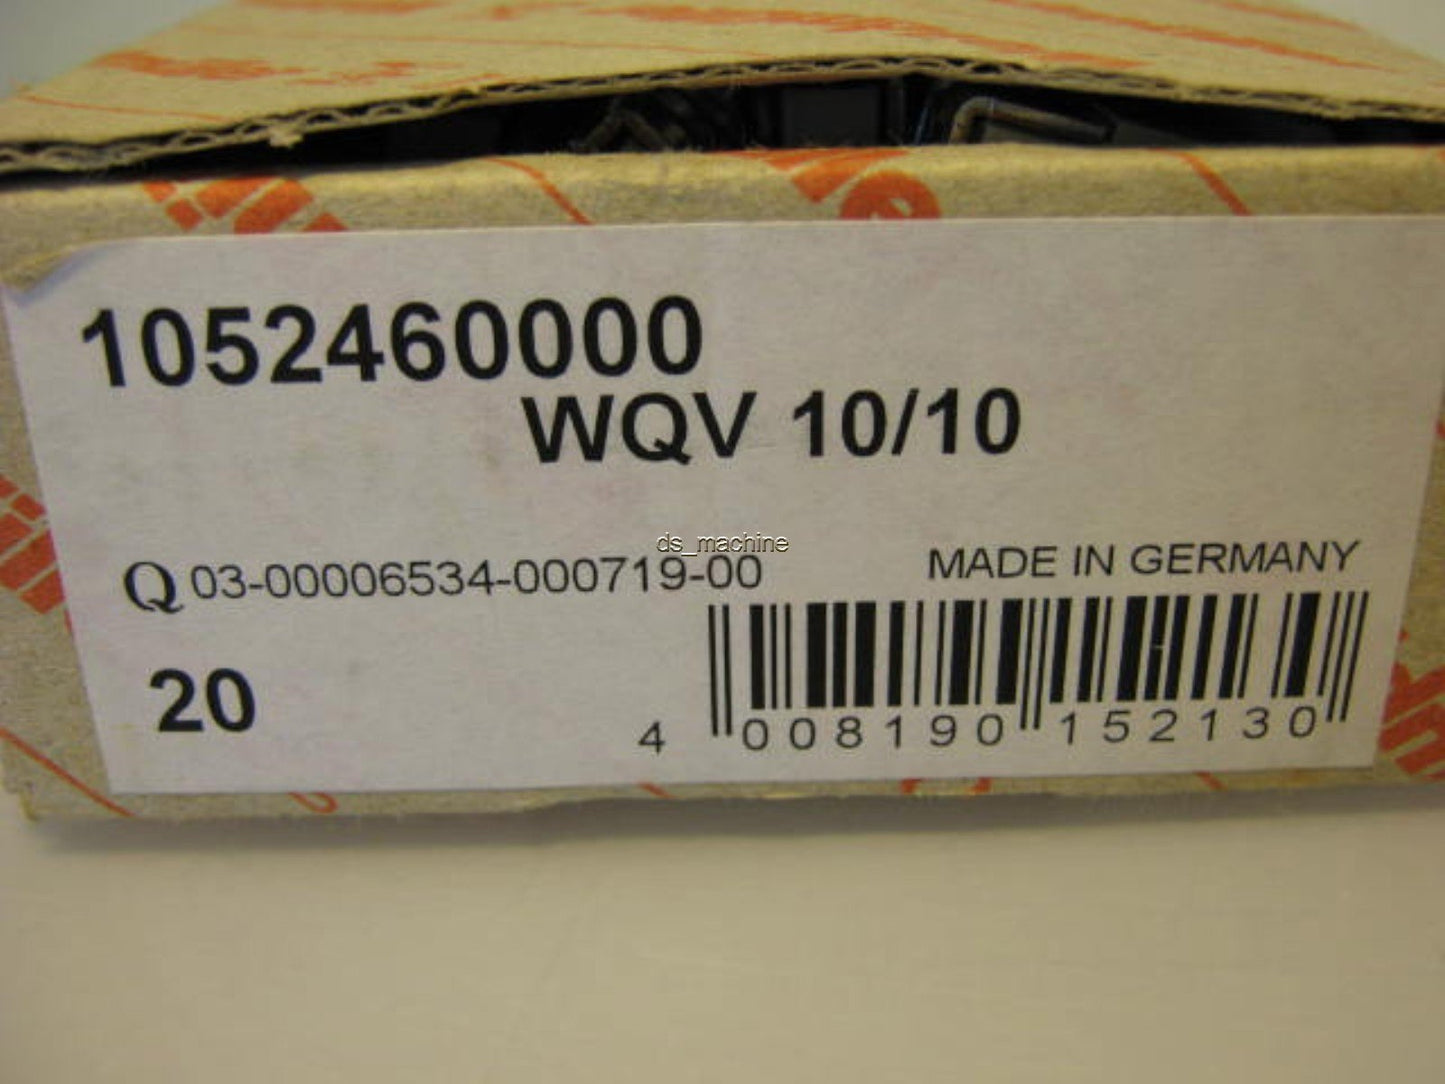 1052460000
WQV 10/10
ds_machine
Q 03-00006534-000719-00
MADE IN GERMANY
20
4 008190 152130